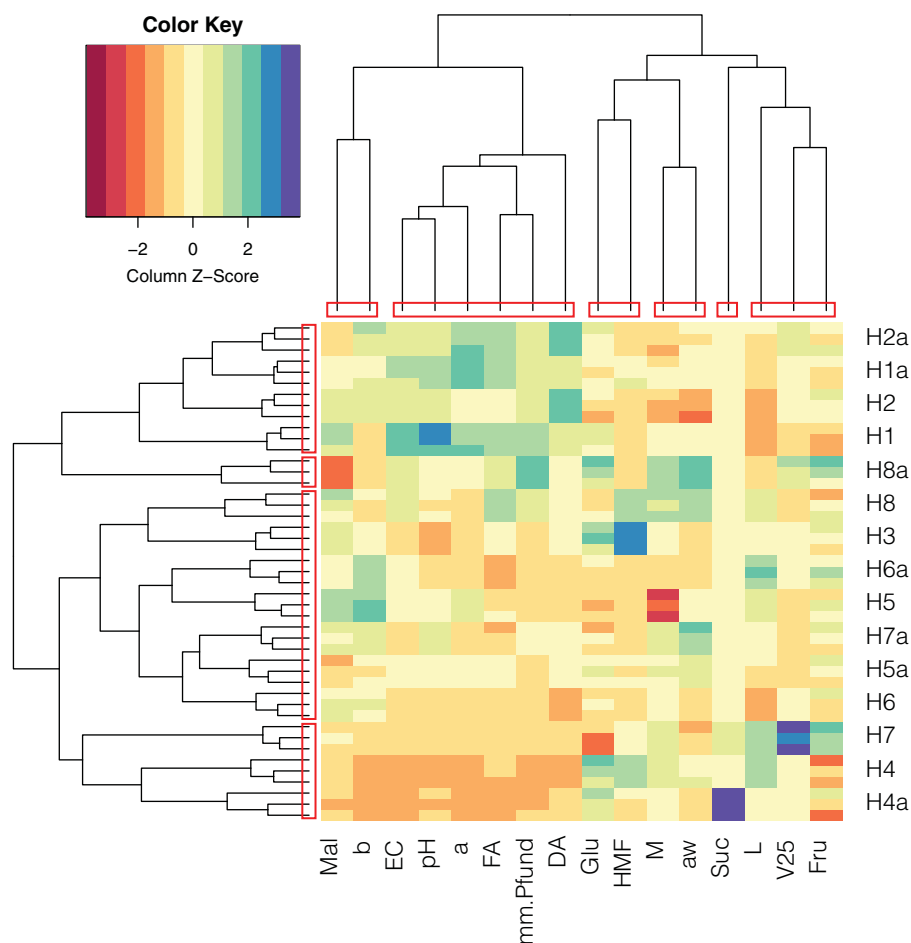 Color Key
−2 0 2
Column Z−Score
H2a
H1a
H2
H1
H8a
H8
H3
H6a
H5
H7a
H5a
H6
H7
H4
H4a
Mal b EC pH a FA mm.Pfund DA Glu HMF M aw Suc L V25 Fru